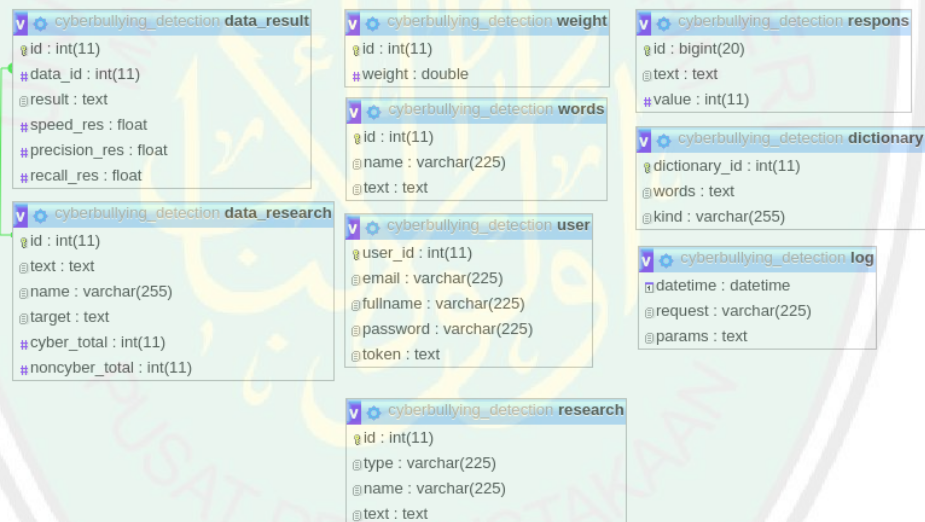 cyberbullying_detection data_result
id : int(11)
data_id : int(11)
result : text
speed_res : float
precision_res : float
recall_res : float
cyberbullying_detection data_research
id : int(11)
text : text
name : varchar(255)
target : text
cyber_total : int(11)
noncyber_total : int(11)
cyberbullying_detection weight
id : int(11)
weight : double
cyberbullying_detection words
id : int(11)
name : varchar(225)
text : text
cyberbullying_detection user
user_id : int(11)
email : varchar(225)
fullname : varchar(225)
password : varchar(225)
token : text
cyberbullying_detection research
id : int(11)
type : varchar(225)
name : varchar(225)
text : text
cyberbullying_detection respons
id : bigint(20)
text : text
value : int(11)
cyberbullying_detection dictionary
dictionary_id : int(11)
words : text
kind : varchar(255)
cyberbullying_detection log
datetime : datetime
request : varchar(225)
params : text
PUSAT